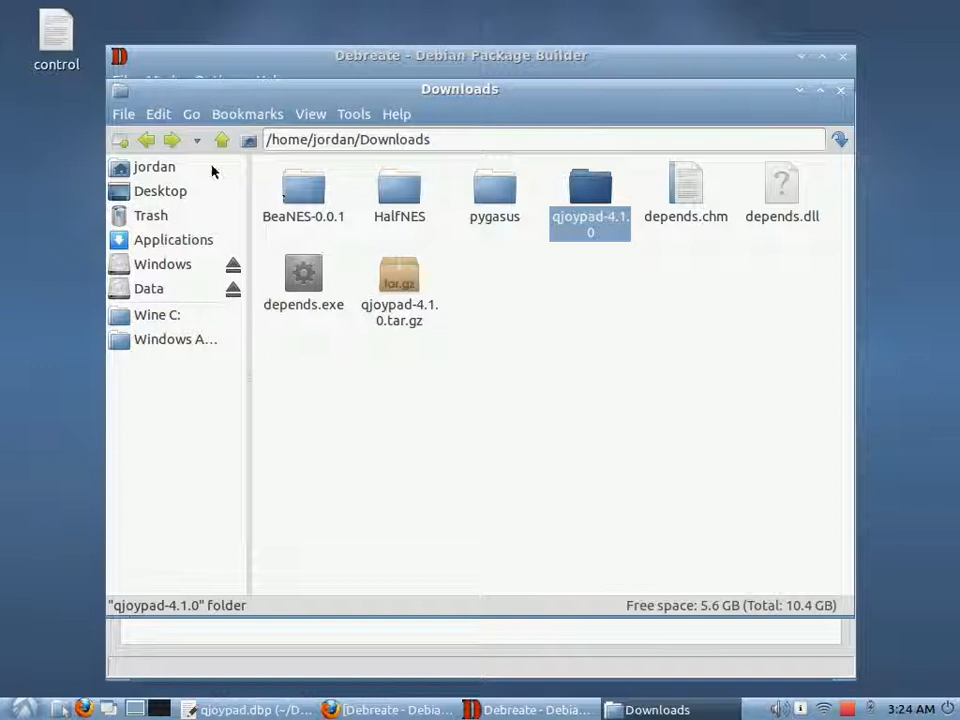 control
Debreate - Debian Package Builder
Downloads
File Edit Go Bookmarks View Tools Help
/home/jordan/Downloads
jordan
Desktop
Trash
Applications
Windows
Data
Wine C:
Windows A...
BeaNES-0.0.1
HalfNES
pygasus
qjoypad-4.1.
0
depends.chm
depends.dll
depends.exe
tar.gz
qjoypad-4.1.
0.tar.gz
"qjoypad-4.1.0" folder
Free space: 5.6 GB (Total: 10.4 GB)
qjoypad.dbp (~/D...
[Debreate - Debia...
Debreate - Debia...
Downloads
3:24 AM